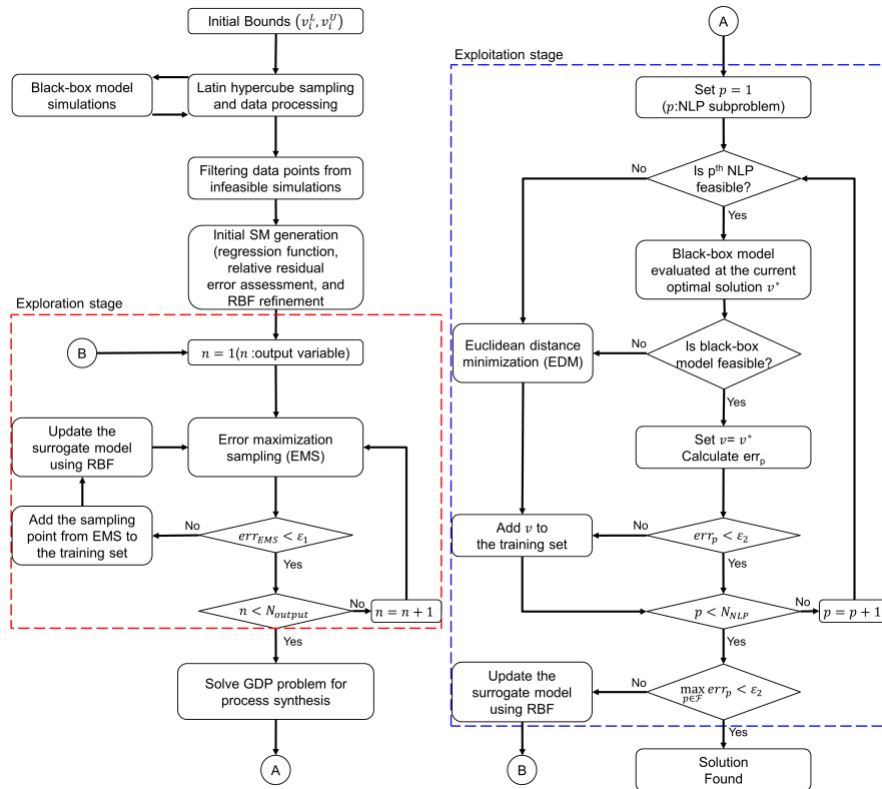 Initial Bounds (v_i^L, v_i^U)
Black-box model
simulations
Latin hypercube sampling
and data processing
Filtering data points from
infeasible simulations
Initial SM generation
(regression function,
relative residual
error assessment, and
RBF refinement
Exploration stage
B
n = 1(n :output variable)
Update the
surrogate model
using RBF
Error maximization
sampling (EMS)
Add the sampling
point from EMS to
the training set
No
err_EMS < ε_1
Yes
n < N_output
No
n = n + 1
Yes
Solve GDP problem for
process synthesis
A
A
Exploitation stage
Set p = 1
(p:NLP subproblem)
No
Is p^th NLP
feasible?
Yes
Black-box model
evaluated at the current
optimal solution v*
Euclidean distance
minimization (EDM)
No
Is black-box
model feasible?
Yes
Set v= v*
Calculate err_p
Add v to
the training set
No
err_p < ε_2
Yes
p < N_NLP
No
p = p + 1
Yes
Update the
surrogate model
using RBF
No
max err_p < ε_2
p∈ℱ
Yes
B
Solution
Found